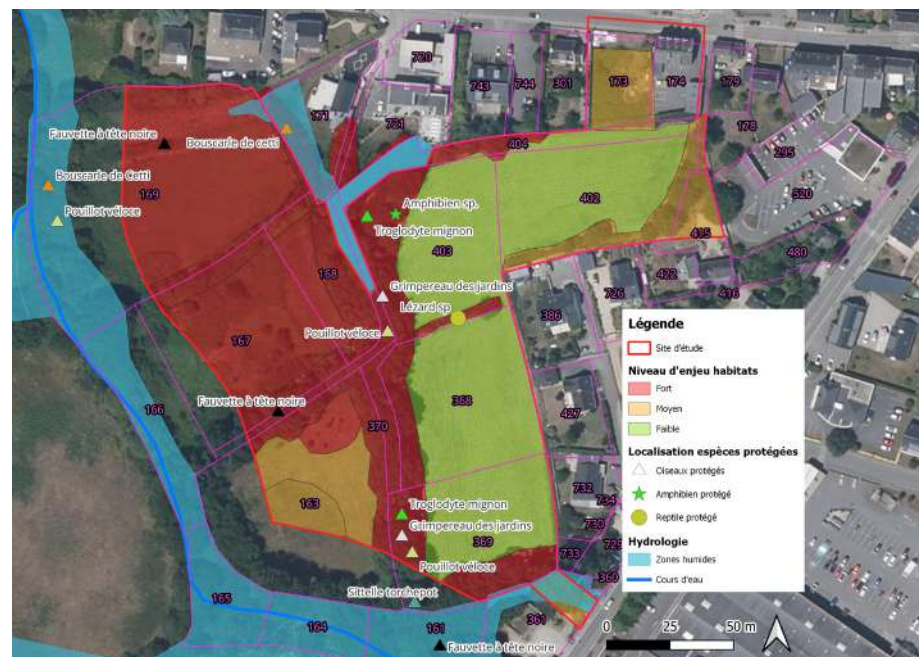 720
743
744
301
173
174
179
171
721
178
Fauvette à tête noire
Bouscarle de cetti
404
295
Bouscarle de Cetti
169
520
Pouillot véloce
Amphibien sp.
402
Troglodyte mignon
415
403
480
168
422
Grimpereau des jardins
726
416
Lézard sp
386
Pouillot véloce
167
Fauvette à tête noire
368
166
370
427
163
Troglodyte mignon
732
734
Grimpereau des jardins
730
369
733
Pouillot véloce
360
Sittelle torchepot
165
164
161
361
Fauvette à tête noire
Légende
Site d'étude
Niveau d'enjeu habitats
Fort
Moyen
Faible
Localisation espèces protégées
Oiseaux protégés
Amphibien protégé
Reptile protégé
Hydrologie
Zones humides
Cours d'eau
0 25 50 m